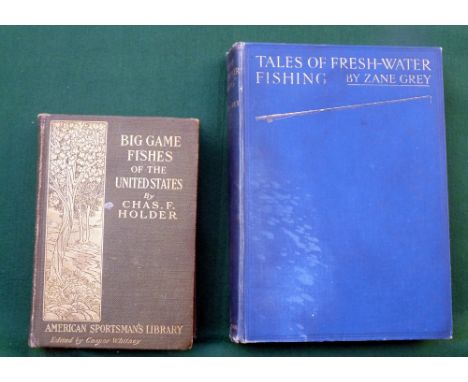 BIG GAME
FISHES
OF THE
UNITED STATES
By
CHAS. F.
HOLDER
AMERICAN SPORTSMAN'S LIBRARY
Edited by Caspar Whitney
TALES OF FRESH-WATER
FISHING BY ZANE GREY